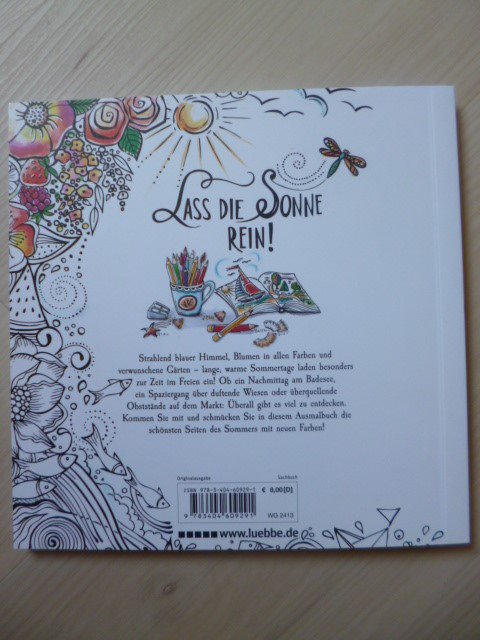 LASS DIE SONNE
REIN!
Strahlend blauer Himmel, Blumen in allen Farben und
verwunschene Gärten – lange, warme Sommertage laden besonders
zur Zeit im Freien ein! Ob ein Nachmittag am Badesee,
ein Spaziergang über duftende Wiesen oder überquellende
Obststände auf dem Markt: Überall gibt es viel zu entdecken.
Kommen Sie mit und schmücken Sie in diesem Ausmalbuch die
schönsten Seiten des Sommers mit neuen Farben!
Originalausgabe Sachbuch
ISBN 978-3-404-60929-1 € 8,00[D]
9 783404 609291 WG 2413
www.luebbe.de